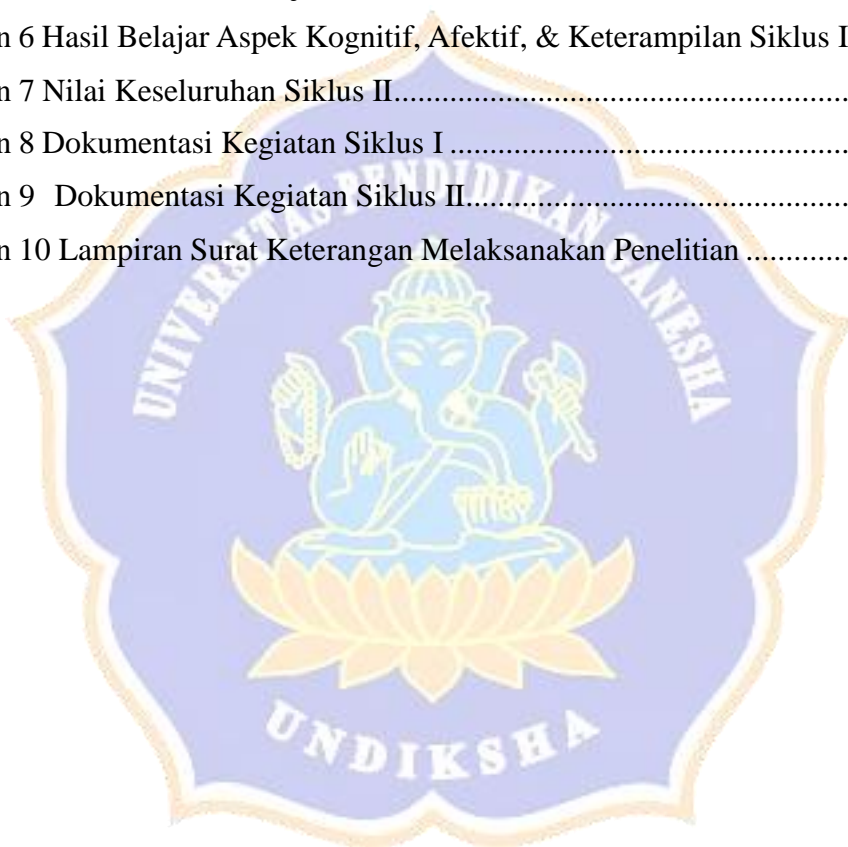 n 6 Hasil Belajar Aspek Kognitif, Afektif, & Keterampilan Siklus I
n 7 Nilai Keseluruhan Siklus II..........................................................
n 8 Dokumentasi Kegiatan Siklus I ..................................................
n 9 Dokumentasi Kegiatan Siklus II................................................
n 10 Lampiran Surat Keterangan Melaksanakan Penelitian .............
UNIVERSITAS PENDIDIKAN GANESHA
UNDIKSHA